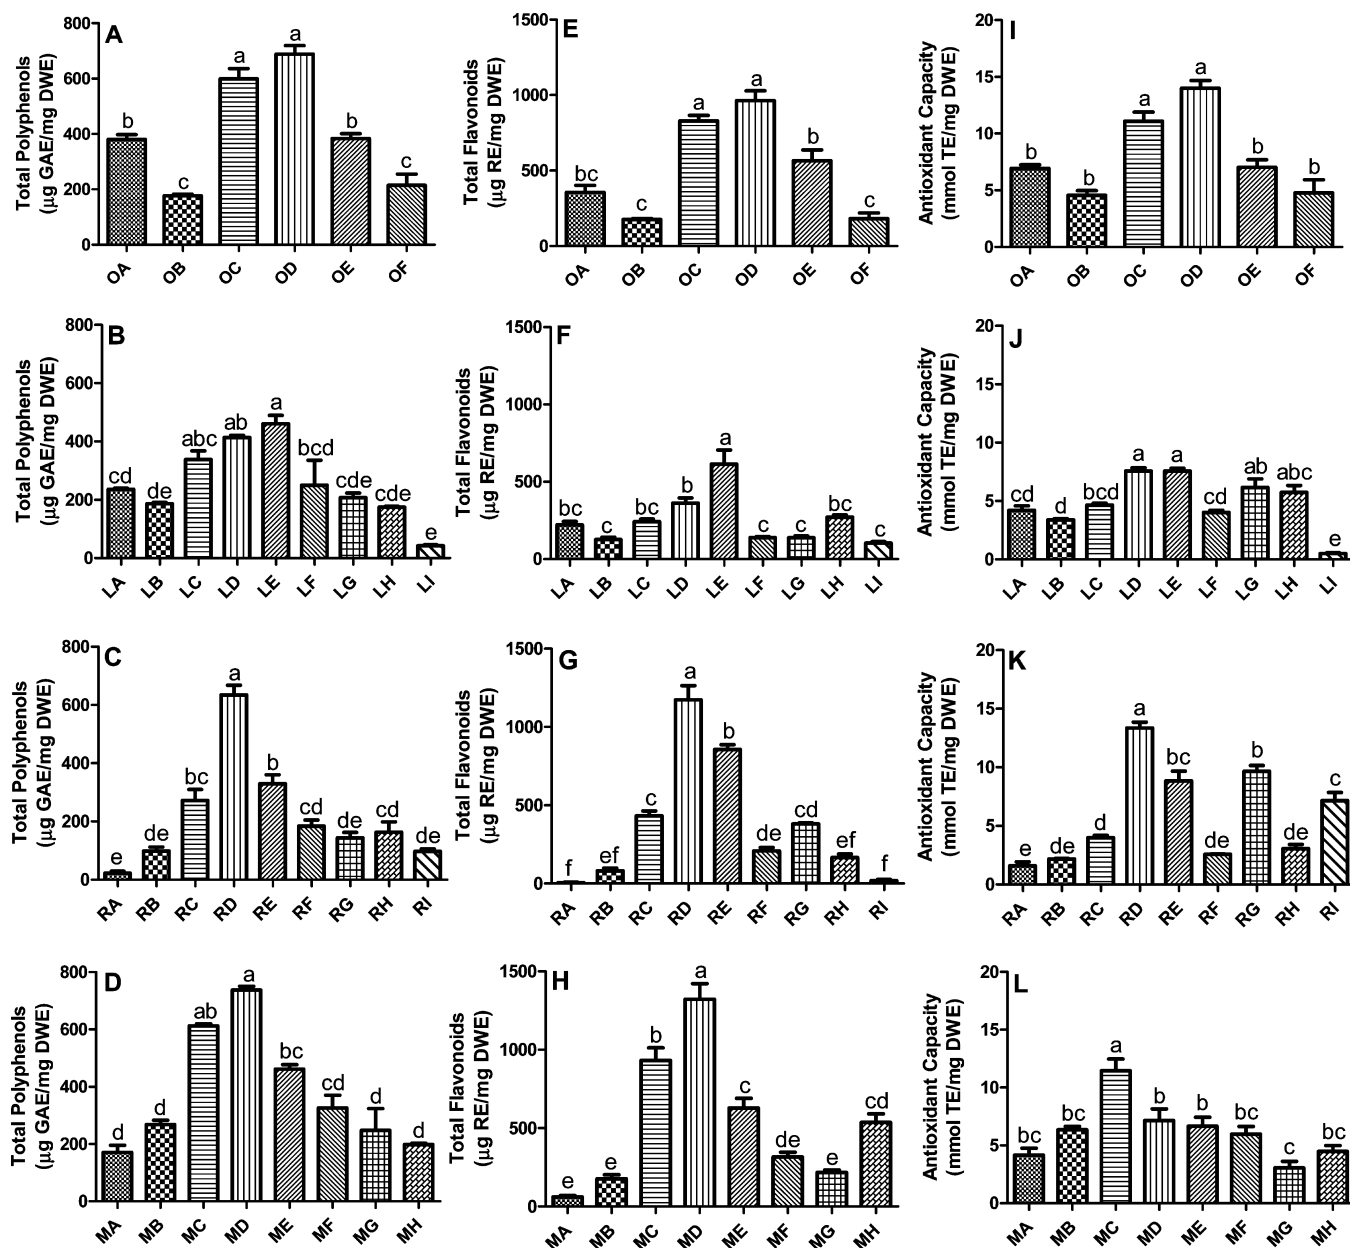 A
Total Polyphenols
(µg GAE/mg DWE)
800
600
400
200
0
b
c
a
a
b
c
OA
OB
OC
OD
OE
OF
E
Total Flavonoids
(µg RE/mg DWE)
1500
1000
500
0
bc
c
a
a
b
c
OA
OB
OC
OD
OE
OF
I
Antioxidant Capacity
(mmol TE/mg DWE)
20
15
10
5
0
b
b
a
a
b
b
OA
OB
OC
OD
OE
OF
B
Total Polyphenols
(µg GAE/mg DWE)
800
600
400
200
0
cd
de
abc
ab
a
bcd
cde
cde
e
LA
LB
LC
LD
LE
LF
LG
LH
LI
F
Total Flavonoids
(µg RE/mg DWE)
1500
1000
500
0
bc
c
bc
b
a
c
c
bc
c
LA
LB
LC
LD
LE
LF
LG
LH
LI
J
Antioxidant Capacity
(mmol TE/mg DWE)
20
15
10
5
0
cd
d
bcd
a
a
cd
ab
abc
e
LA
LB
LC
LD
LE
LF
LG
LH
LI
C
Total Polyphenols
(µg GAE/mg DWE)
800
600
400
200
0
e
de
bc
a
b
cd
de
cd
de
RA
RB
RC
RD
RE
RF
RG
RH
RI
G
Total Flavonoids
(µg RE/mg DWE)
1500
1000
500
0
f
ef
c
a
b
de
cd
ef
f
RA
RB
RC
RD
RE
RF
RG
RH
RI
K
Antioxidant Capacity
(mmol TE/mg DWE)
20
15
10
5
0
e
de
d
a
bc
de
b
de
c
RA
RB
RC
RD
RE
RF
RG
RH
RI
D
Total Polyphenols
(µg GAE/mg DWE)
800
600
400
200
0
d
d
ab
a
bc
cd
d
d
MA
MB
MC
MD
ME
MF
MG
MH
H
Total Flavonoids
(µg RE/mg DWE)
1500
1000
500
0
e
e
b
a
c
de
e
cd
MA
MB
MC
MD
ME
MF
MG
MH
L
Antioxidant Capacity
(mmol TE/mg DWE)
20
15
10
5
0
bc
bc
a
b
b
bc
c
bc
MA
MB
MC
MD
ME
MF
MG
MH